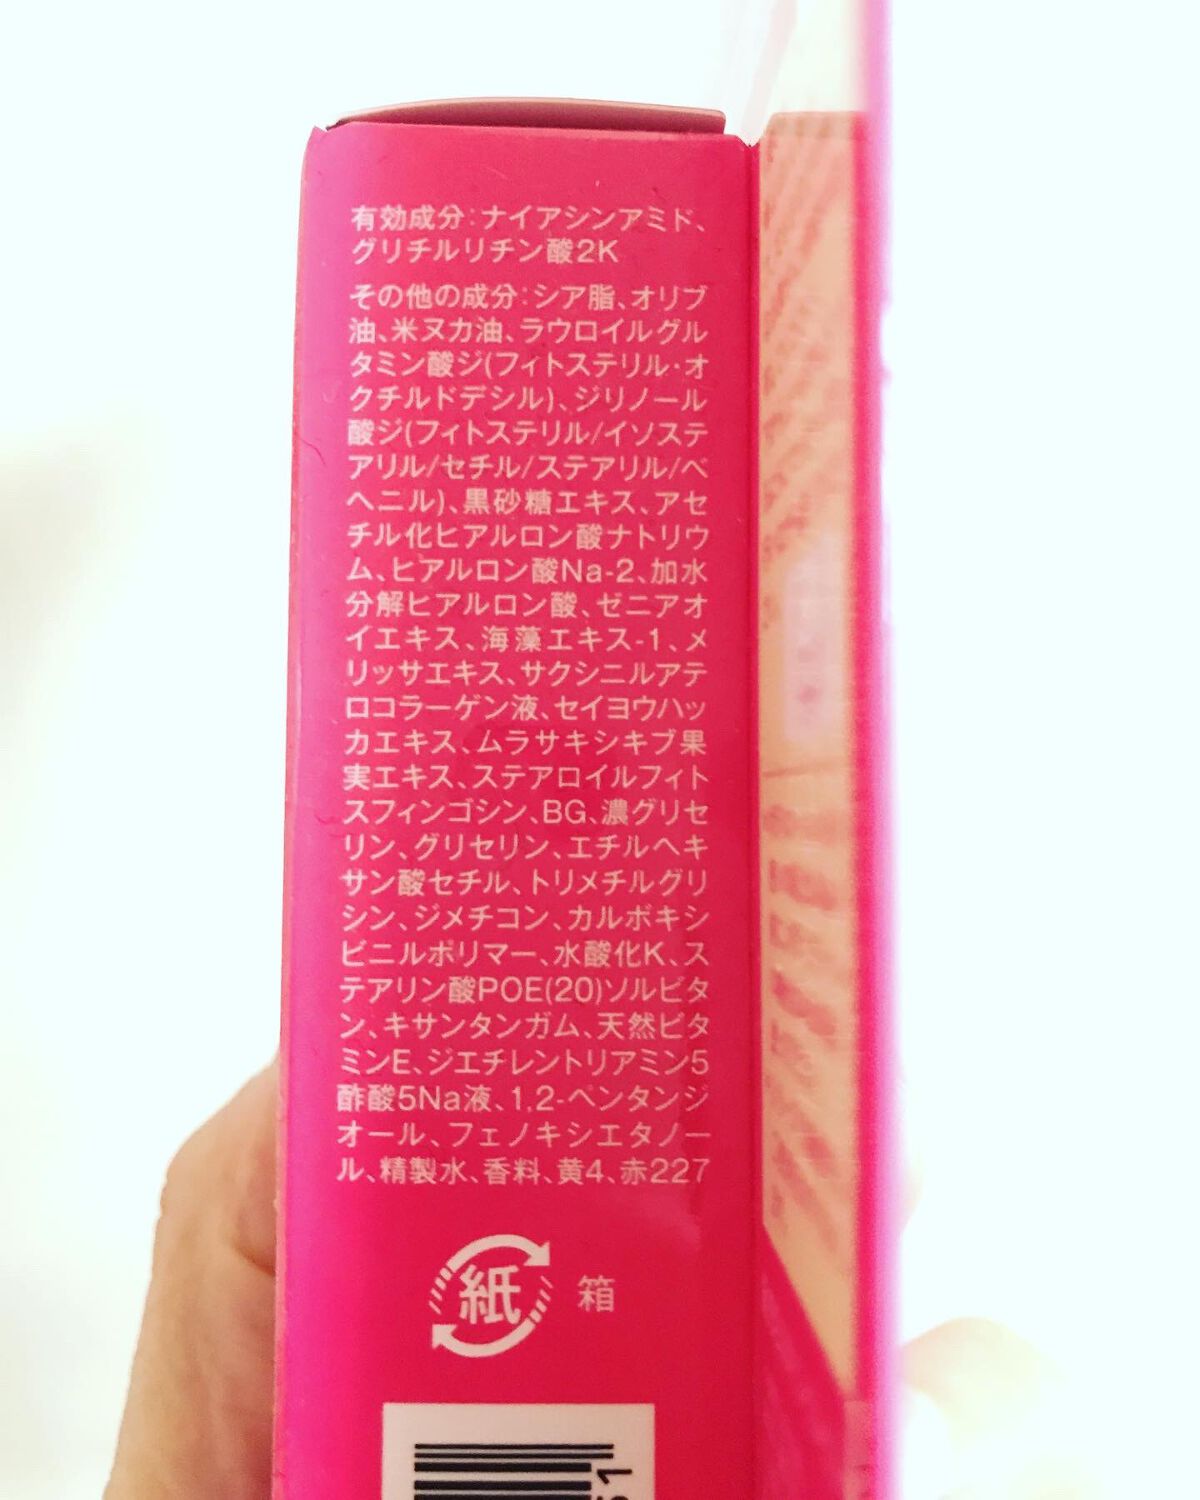 有効成分:ナイアシンアミド、
グリチルリチン酸2K
その他の成分:シア脂、オリブ
油、米ヌカ油、ラウロイルグル
タミン酸ジ(フィトステリル・オ
クチルドデシル)、ジリノール
酸ジ(フィトステリル/イソステ
アリル/セチル/ステアリル/ベ
ヘニル)、黒砂糖エキス、アセ
チル化ヒアルロン酸ナトリウ
ム、ヒアルロン酸Na-2、加水
分解ヒアルロン酸、ゼニアオ
イエキス、海藻エキス-1、メ
リッサエキス、サクシニルアテ
ロコラーゲン液、セイヨウハッ
カエキス、ムラサキシキブ果
実エキス、ステアロイルフィト
スフィンゴシン、BG、濃グリセ
リン、グリセリン、エチルヘキ
サン酸セチル、トリメチルグリ
シン、ジメチコン、カルボキシ
ビニルポリマー、水酸化K、ス
テアリン酸POE(20)ソルビタ
ン、キサンタンガム、天然ビタ
ミンE、ジエチレントリアミン5
酢酸5Na液、1,2-ペンタンジ
オール、フェノキシエタノー
ル、精製水、香料、黄4、赤227
紙 箱